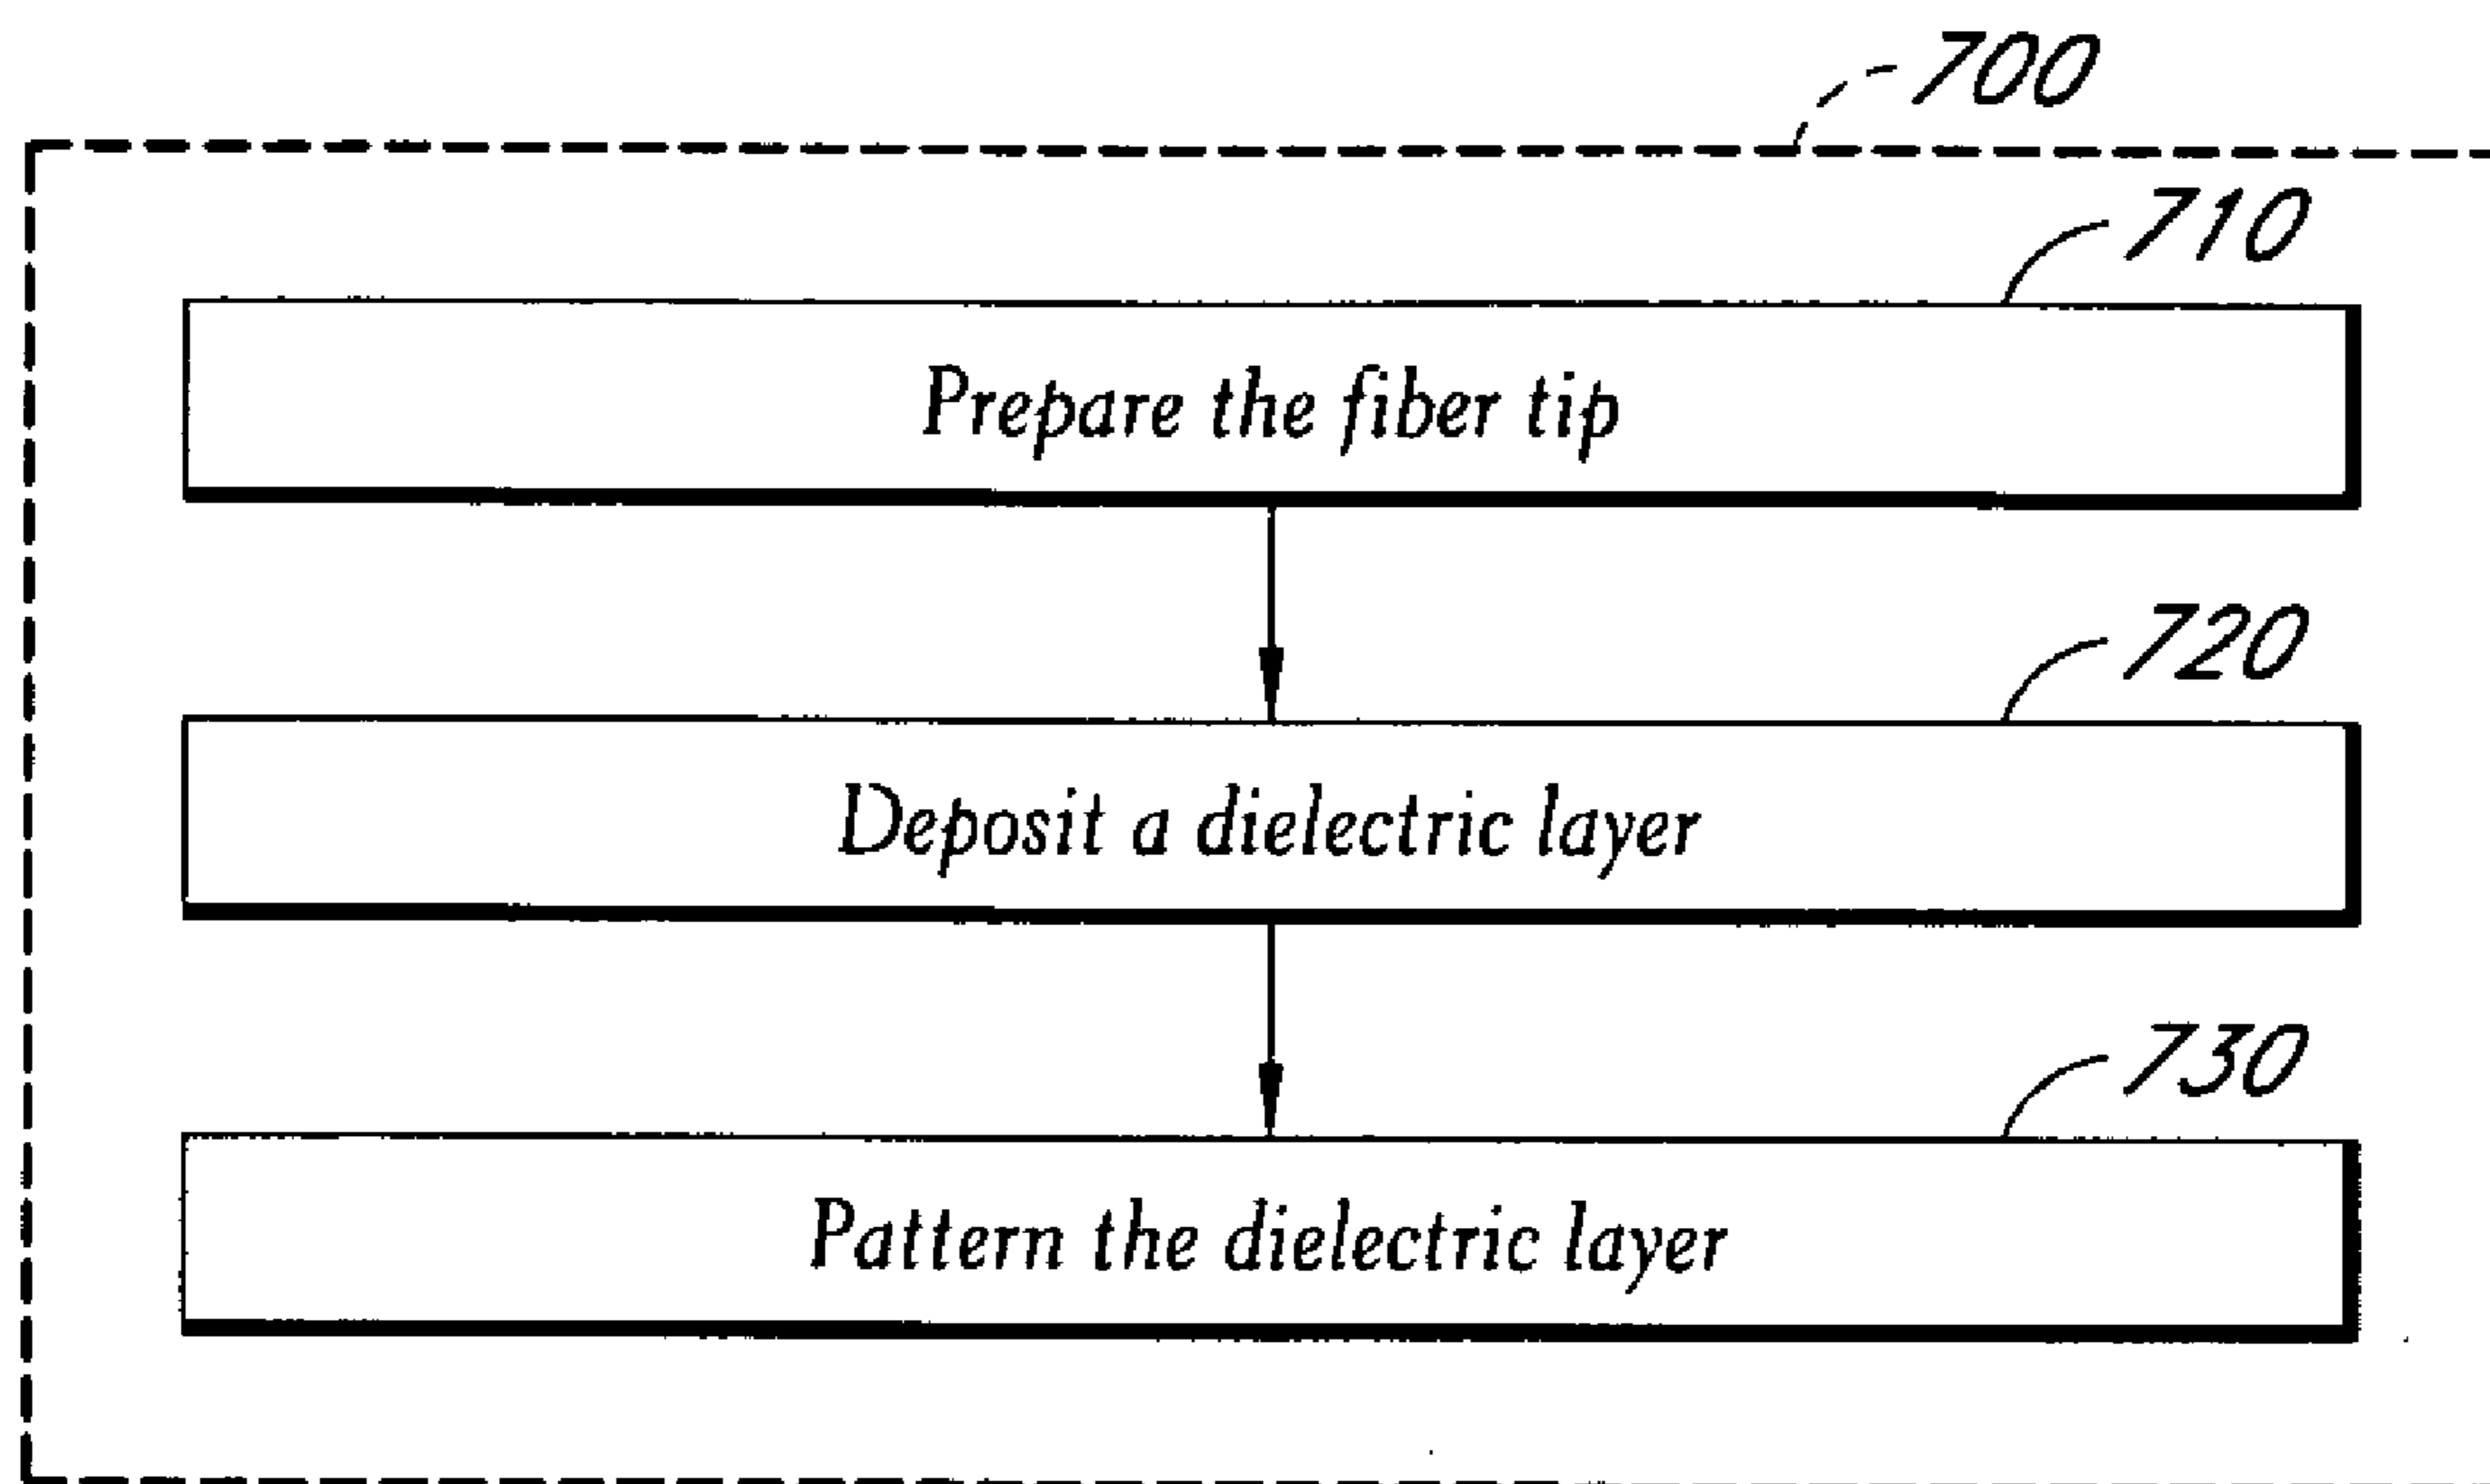 700
710
Prepare the fiber tip
720
Deposit a dielectric layer
730
Pattern the dielectric layer